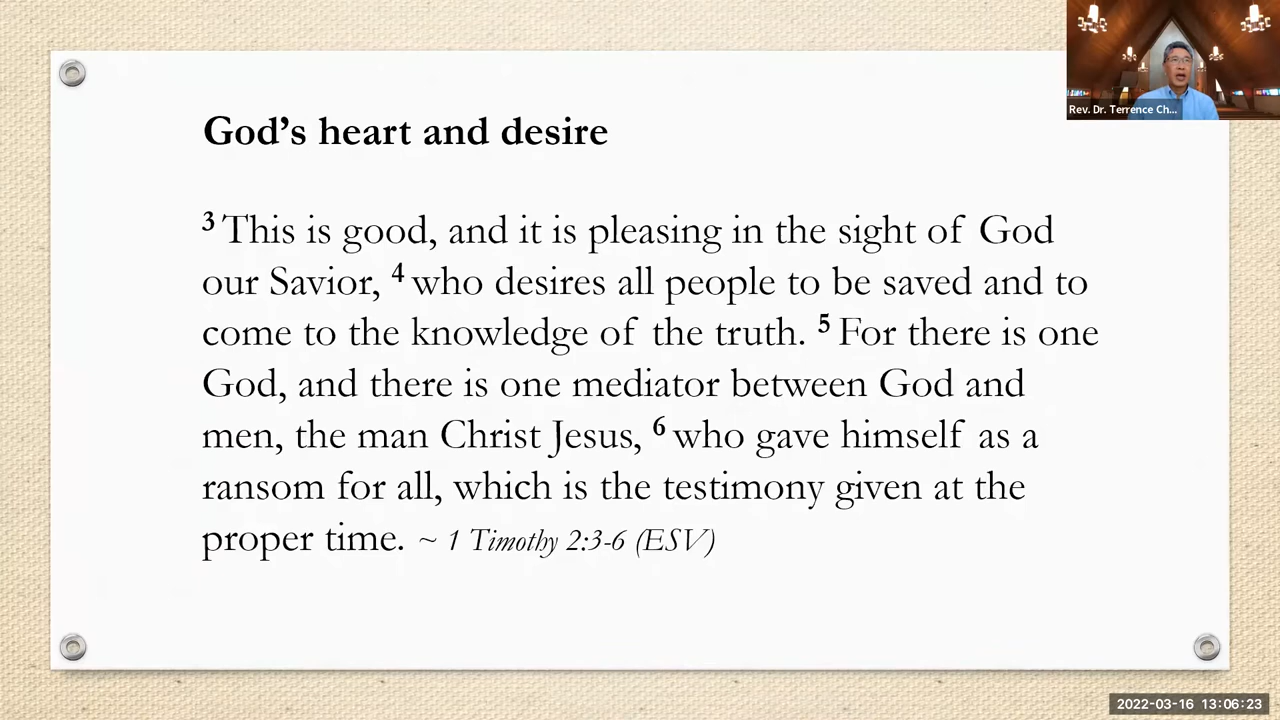 Rev. Dr. Terrence Ch...
God's heart and desire
3 This is good, and it is pleasing in the sight of God
our Savior, 4 who desires all people to be saved and to
come to the knowledge of the truth. 5 For there is one
God, and there is one mediator between God and
men, the man Christ Jesus, 6 who gave himself as a
ransom for all, which is the testimony given at the
proper time. ~ 1 Timothy 2:3-6 (ESV)
2022-03-16 13:06:23